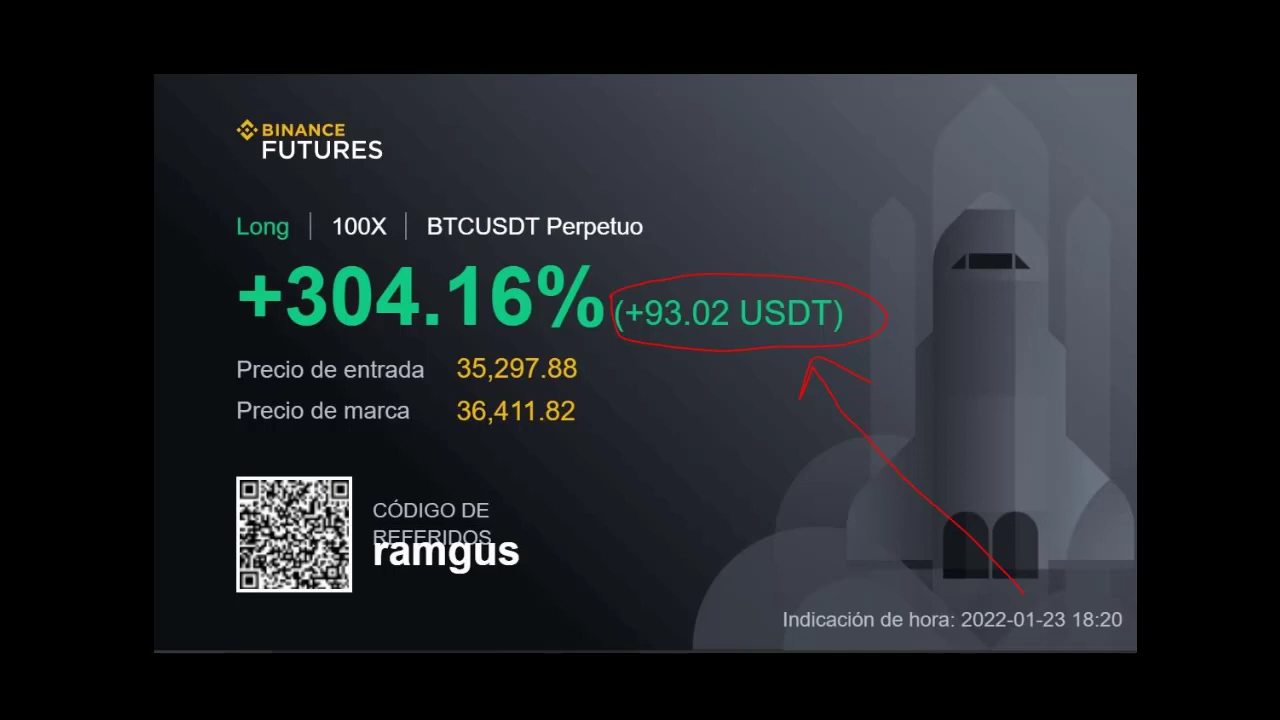 BINANCE
FUTURES
Long | 100X | BTCUSDT Perpetuo
+304.16% (+93.02 USDT)
Precio de entrada 35,297.88
Precio de marca 36,411.82
CÓDIGO DE
REFERIDOS
ramgus
Indicación de hora: 2022-01-23 18:20